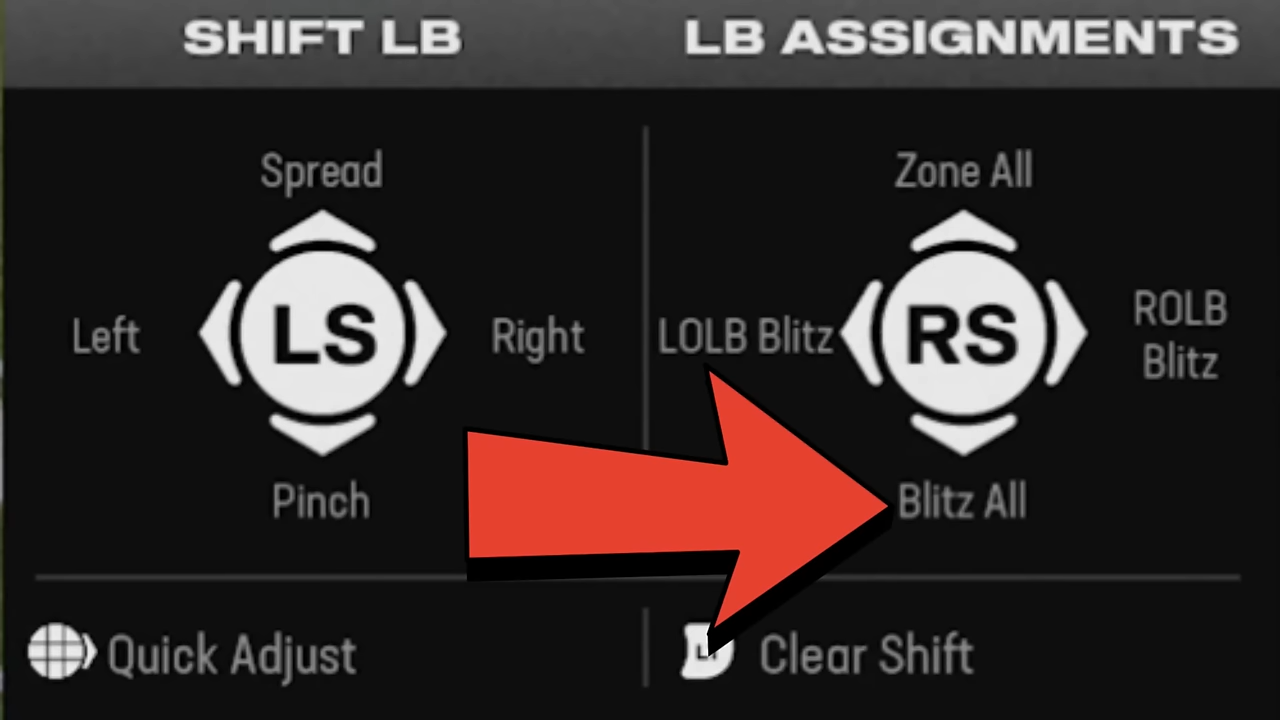 SHIFT LB
LB ASSIGNMENTS
Spread
Left
LS
Right
Pinch
Zone All
LOLB Blitz
RS
ROLB
Blitz
Blitz All
Quick Adjust
Clear Shift